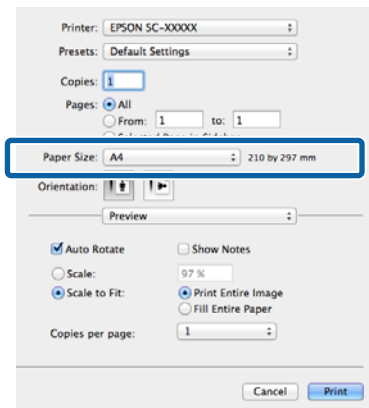 Printer: EPSON SC-XXXXX
Presets: Default Settings
Copies: 1
Pages: All
From: 1 to: 1
Paper Size: A4 210 by 297 mm
Orientation:
Preview
Auto Rotate Show Notes
Scale: 97 %
Scale to Fit: Print Entire Image
Fill Entire Paper
Copies per page: 1
Cancel Print